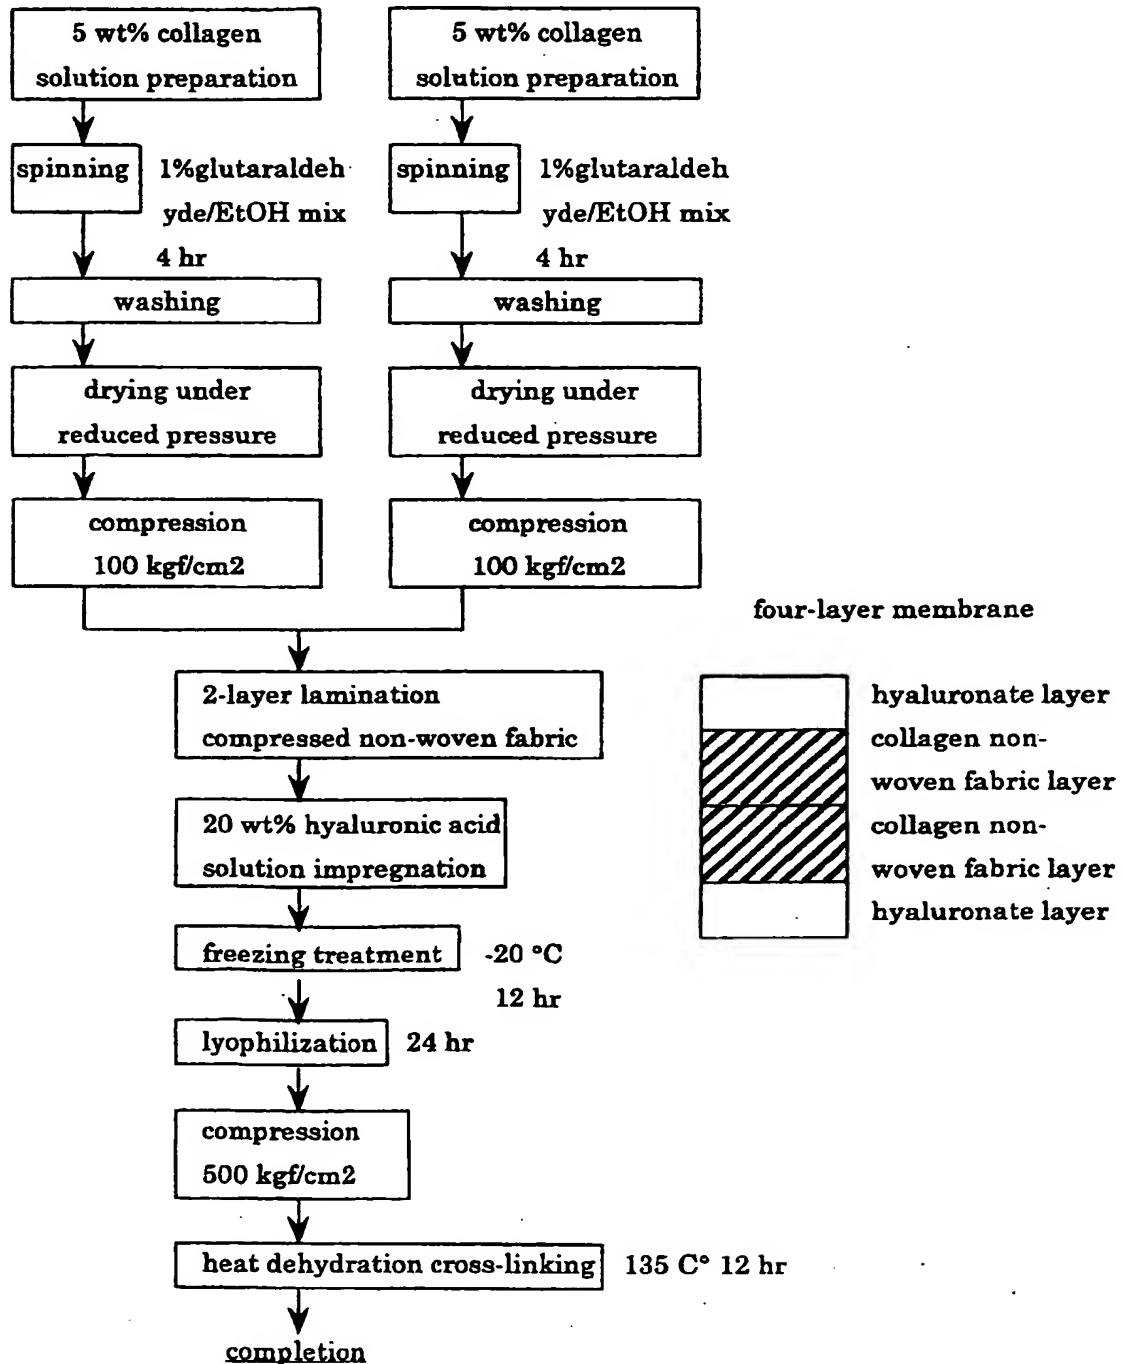 5 wt% collagen
solution preparation
5 wt% collagen
solution preparation
spinning
1%glutaraldeh
yde/EtOH mix
4 hr
spinning
1%glutaraldeh
yde/EtOH mix
4 hr
washing
washing
drying under
reduced pressure
drying under
reduced pressure
compression
100 kgf/cm2
compression
100 kgf/cm2
2-layer lamination
compressed non-woven fabric
20 wt% hyaluronic acid
solution impregnation
freezing treatment
-20 °C
12 hr
lyophilization
24 hr
compression
500 kgf/cm2
heat dehydration cross-linking
135 C° 12 hr
completion
four-layer membrane
hyaluronate layer
collagen non-
woven fabric layer
collagen non-
woven fabric layer
hyaluronate layer